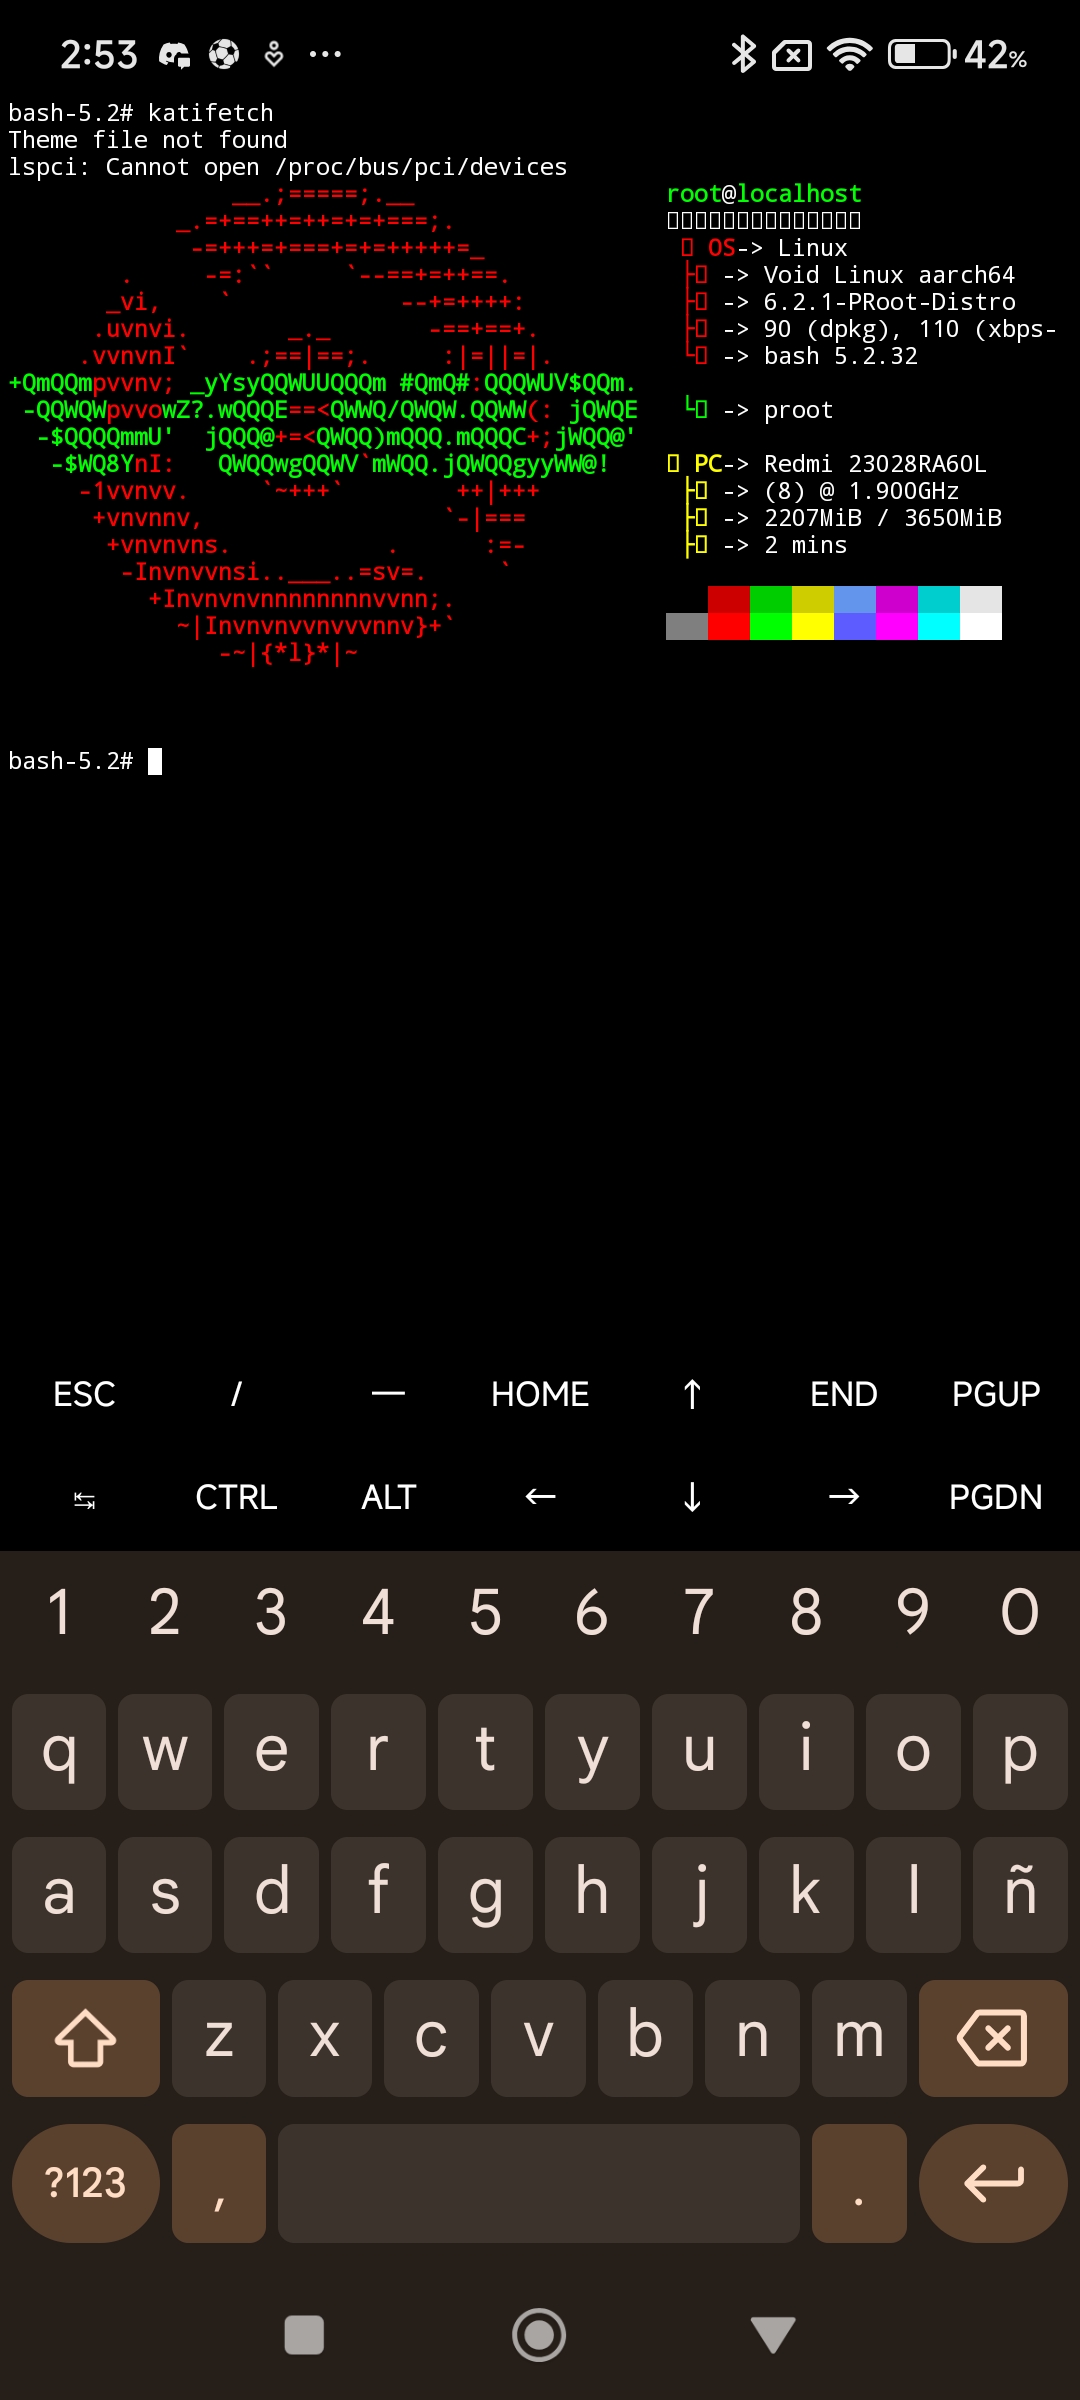 2:53 42%
bash-5.2# katifetch
Theme file not found
lspci: Cannot open /proc/bus/pci/devices
__.;=====;.__
_.=+==++=++=+=+===;.
-=+++=+===+=+=+++++=_
. -=:`` `--==+=++==.
_vi, ` --+=++++:
.uvnvi. _._ -==+==+.
.vvnvnI` .;==|==;. :|=||=|.
+QmQQmpvvnv; _yYsyQQWUUQQQm #QmQ#:QQQWUV$QQm.
-QQWQWpvvowZ?.wQQQE==<QWWQ/QWQW.QQWW(: jQWQE
-$QQQQmmU' jQQQ@+=<QWQQ)mQQQ.mQQQC+;jWQQ@'
-$WQ8YnI: QWQQwgQQWV`mWQQ.jQWQQgyyWW@!
-1vvnvv. `~+++` ++|+++
+vnvnnv, `-|===
+vnvnvns. . :=-
-Invnvvnsi..___..=sv=. `
+Invnvnvnnnnnnnnvvnn;.
~|Invnvnvvnvvvnnv}+`
-~|{*l}*|~
root@localhost
OS-> Linux
-> Void Linux aarch64
-> 6.2.1-PRoot-Distro
-> 90 (dpkg), 110 (xbps-
-> bash 5.2.32
-> proot
PC-> Redmi 23028RA60L
-> (8) @ 1.900GHz
-> 2207MiB / 3650MiB
-> 2 mins
bash-5.2#
ESC / — HOME ↑ END PGUP
↹ CTRL ALT ← ↓ → PGDN
1 2 3 4 5 6 7 8 9 0
q w e r t y u i o p
a s d f g h j k l ñ
z x c v b n m
?123 , .